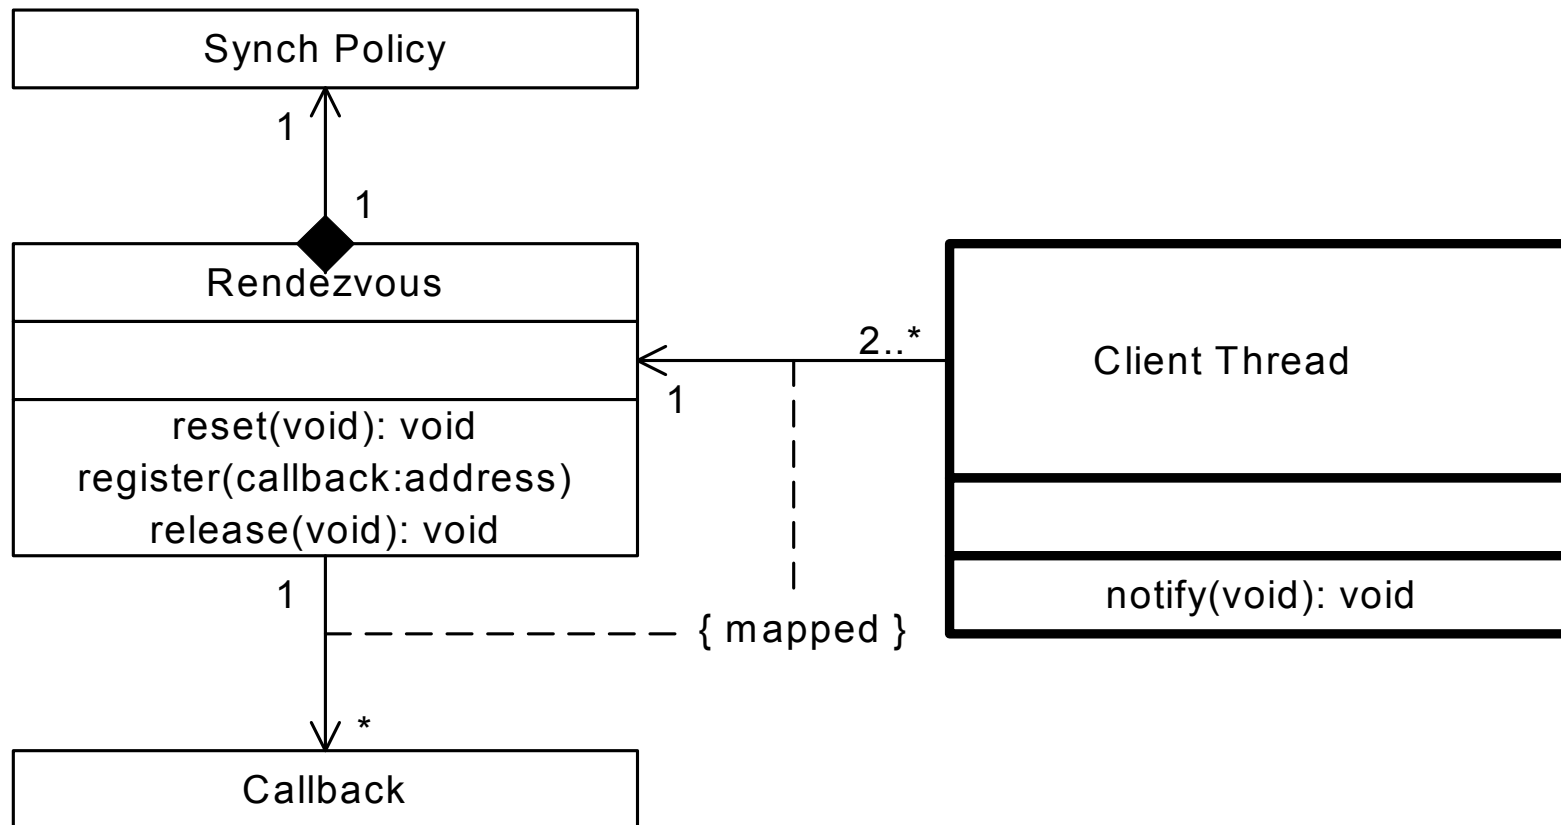 Synch Policy
1
1
Rendezvous
reset(void): void
register(callback:address)
release(void): void
2..*
1
Client Thread
notify(void): void
1
{ mapped }
*
Callback